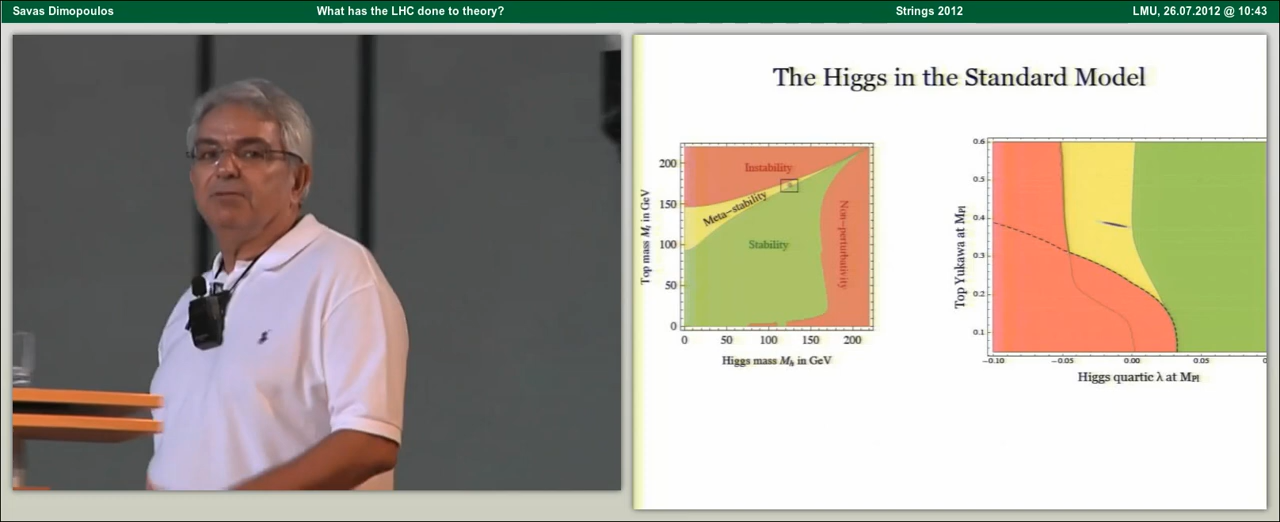 Savas Dimopoulos
What has the LHC done to theory?
Strings 2012
LMU, 26.07.2012 @ 10:43
The Higgs in the Standard Model
200
150
100
50
0
0
50
100
150
200
Top mass Mt in GeV
Higgs mass Mh in GeV
Instability
Meta-stability
Stability
Non-perturbativity
0.6
0.5
0.4
0.3
0.2
0.1
-0.10
-0.05
0.00
0.05
Top Yukawa at MPl
Higgs quartic λ at MPl